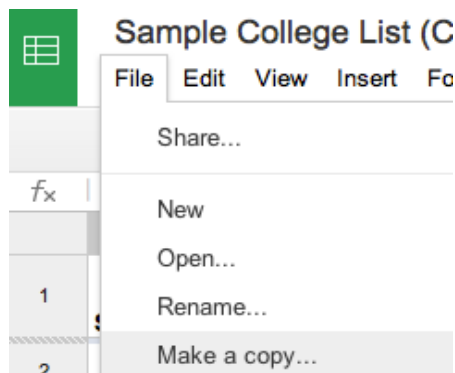 Sample College List (C
File Edit View Insert Fo
Share...
fx
New
Open...
1
Rename...
Make a copy...
2